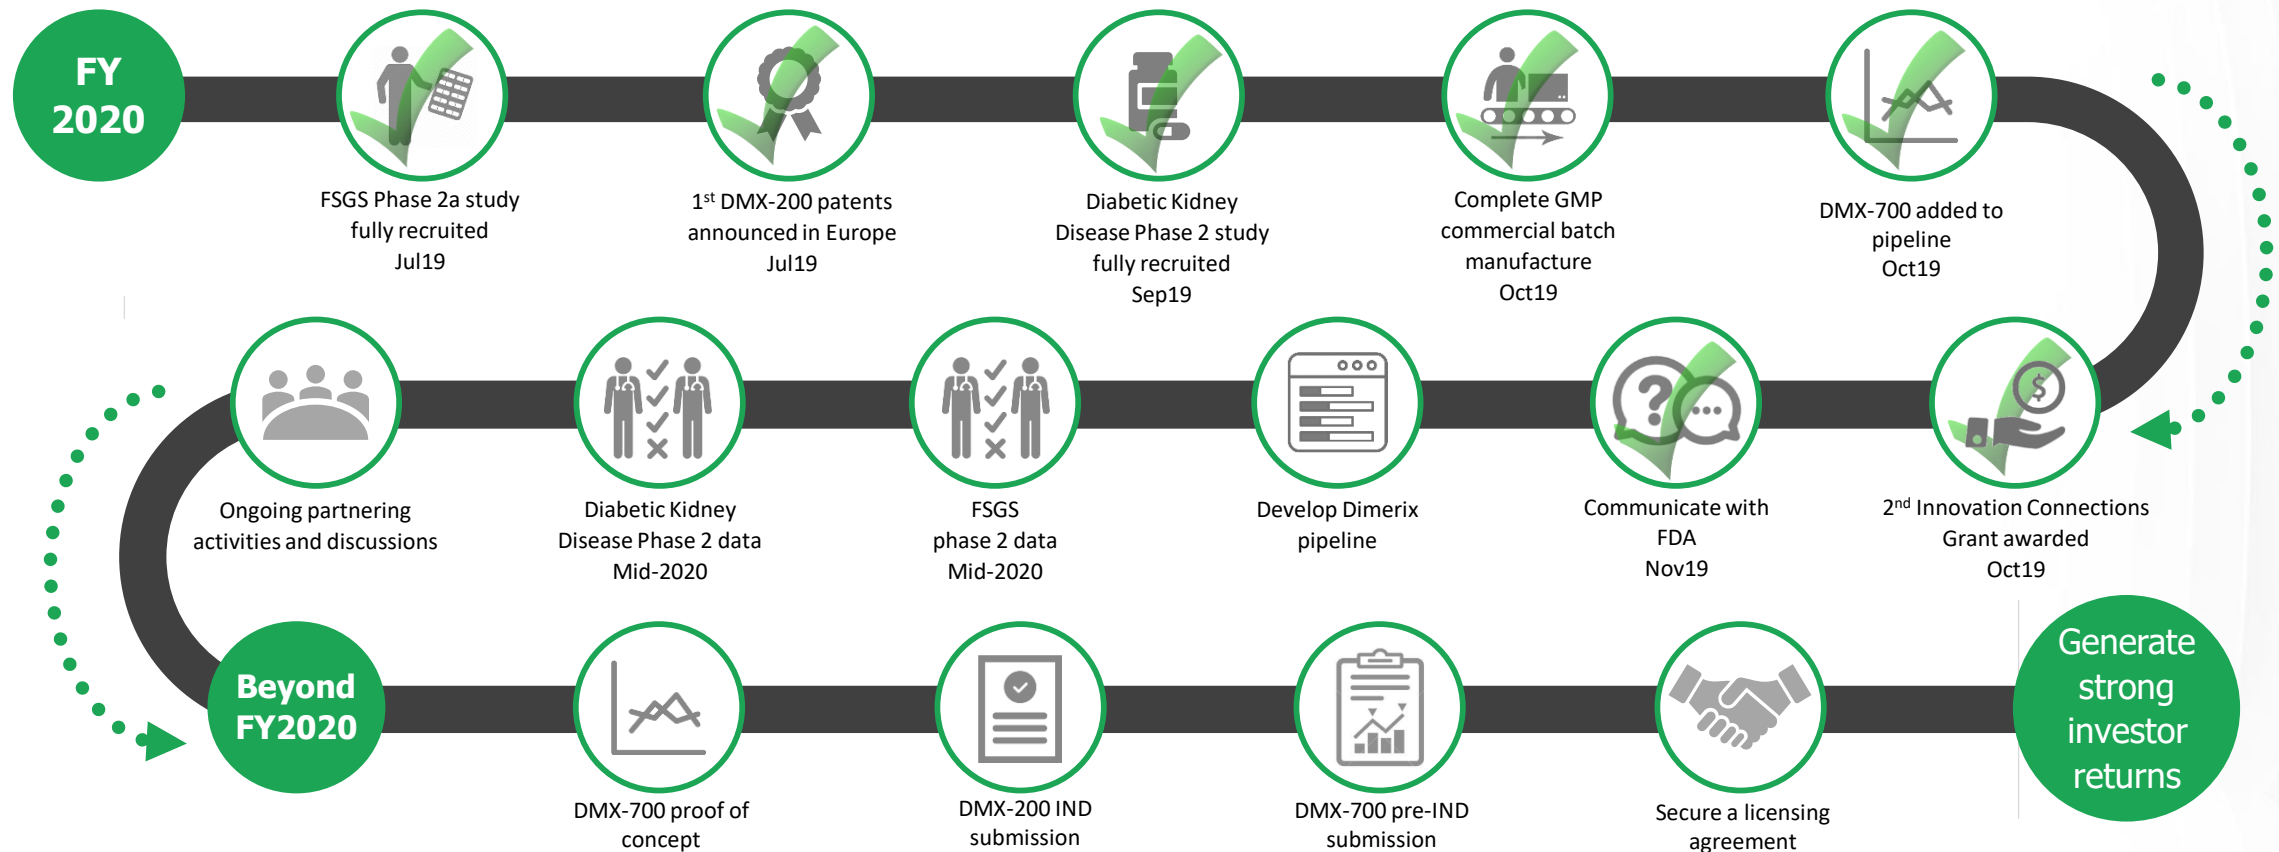 FY
2020
FSGS Phase 2a study
fully recruited
Jul19
1st DMX-200 patents
announced in Europe
Jul19
Diabetic Kidney
Disease Phase 2 study
fully recruited
Sep19
Complete GMP
commercial batch
manufacture
Oct19
DMX-700 added to
pipeline
Oct19
$
2nd Innovation Connections
Grant awarded
Oct19
?
Communicate with
FDA
Nov19
Develop Dimerix
pipeline
FSGS
phase 2 data
Mid-2020
Diabetic Kidney
Disease Phase 2 data
Mid-2020
Ongoing partnering
activities and discussions
Beyond
FY2020
DMX-700 proof of
concept
DMX-200 IND
submission
DMX-700 pre-IND
submission
Secure a licensing
agreement
Generate
strong
investor
returns